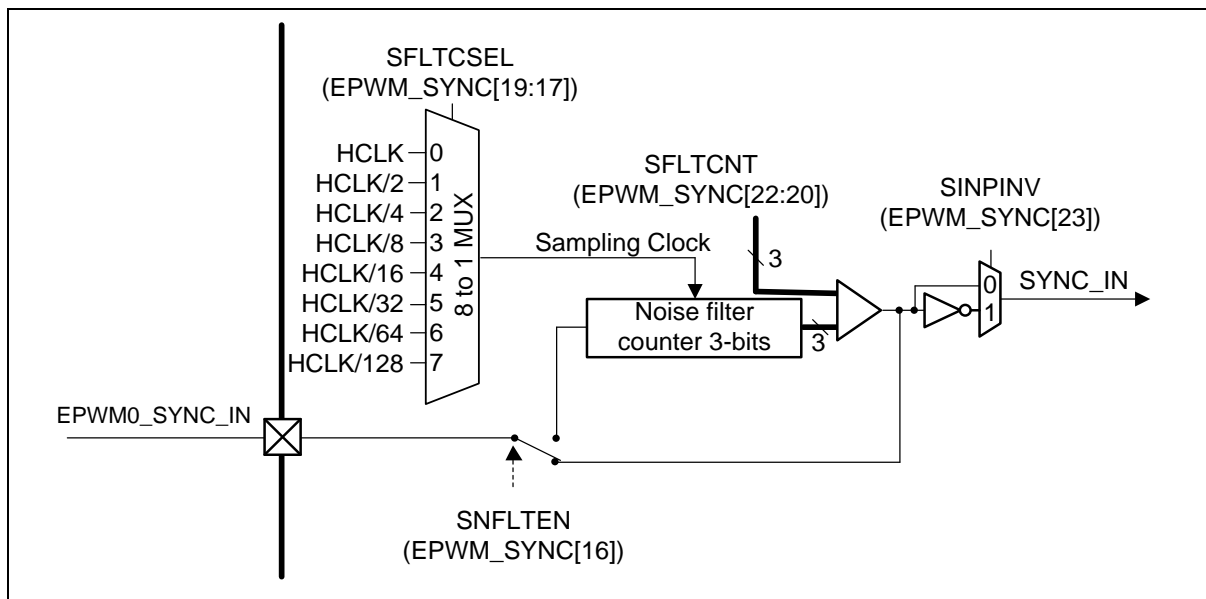 SFLTCSEL
(EPWM_SYNC[19:17])
HCLK 0
HCLK/2 1
HCLK/4 2
HCLK/8 3
HCLK/16 4
HCLK/32 5
HCLK/64 6
HCLK/128 7
8 to 1 MUX
Sampling Clock
SFLTCNT
(EPWM_SYNC[22:20])
3
Noise filter
counter 3-bits
3
SINPINV
(EPWM_SYNC[23])
0
1
SYNC_IN
EPWM0_SYNC_IN
SNFLTEN
(EPWM_SYNC[16])